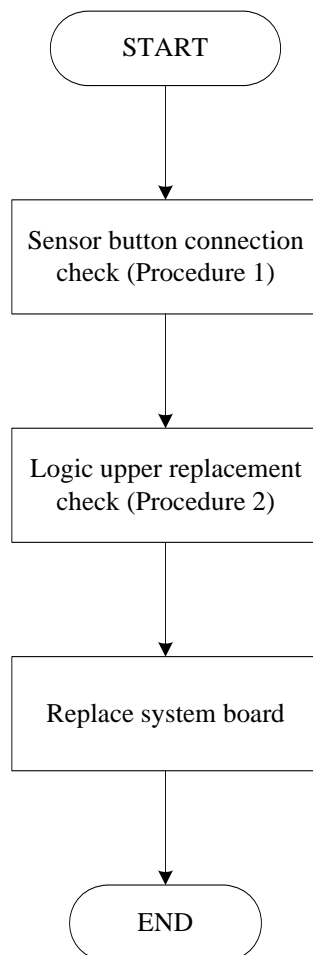 START
Sensor button connection
check (Procedure 1)
Logic upper replacement
check (Procedure 2)
Replace system board
END